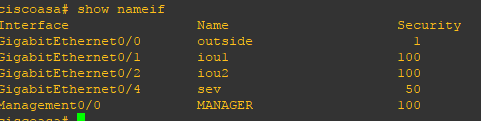 ciscoasa# show nameif
Interface Name Security
GigabitEthernet0/0 outside 1
GigabitEthernet0/1 iou1 100
GigabitEthernet0/2 iou2 100
GigabitEthernet0/4 sev 50
Management0/0 MANAGER 100
ciscoasa#